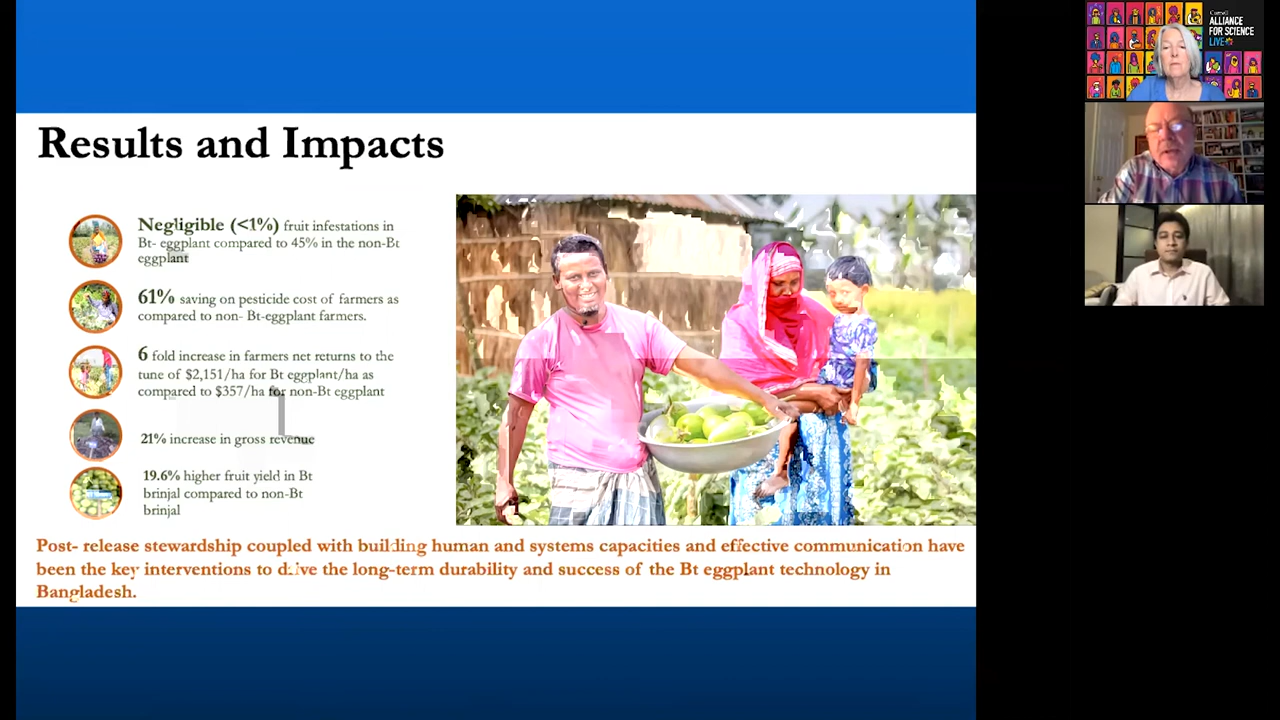 Results and Impacts
Negligible (<1%) fruit infestations in
Bt- eggplant compared to 45% in the non-Bt
eggplant
61% saving on pesticide cost of farmers as
compared to non- Bt-eggplant farmers.
6 fold increase in farmers net returns to the
tune of $2,151/ha for Bt eggplant/ha as
compared to $357/ha for non-Bt eggplant
21% increase in gross revenue
19.6% higher fruit yield in Bt
brinjal compared to non-Bt
brinjal
Post- release stewardship coupled with building human and systems capacities and effective communication have
been the key interventions to drive the long-term durability and success of the Bt eggplant technology in
Bangladesh.
Cornell
ALLIANCE
FOR SCIENCE
LIVE